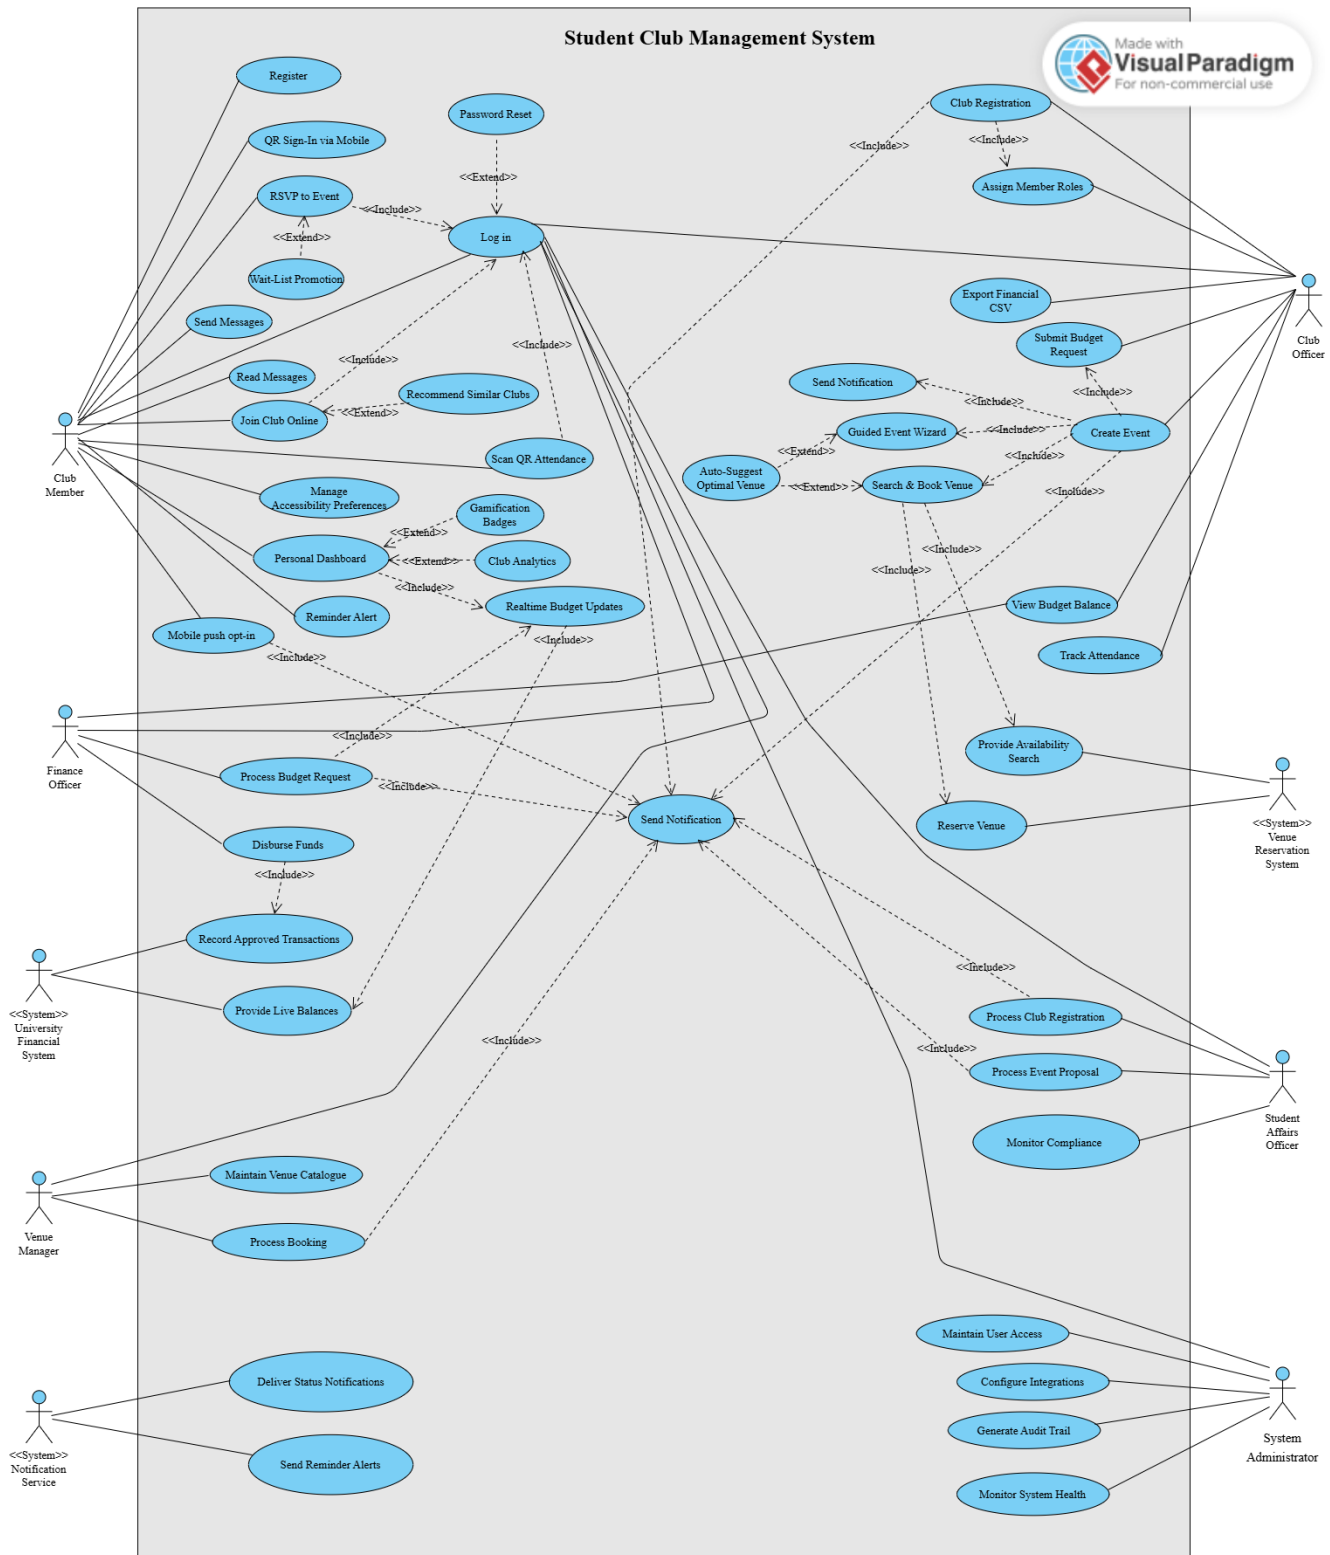 Student Club Management System
Made with
Visual Paradigm
For non-commercial use
Register
Password Reset
Club Registration
QR Sign-In via Mobile
<<Include>>
<<Include>>
<<Extend>>
RSVP to Event
Assign Member Roles
<<Include>>
<<Extend>>
Log in
Wait-List Promotion
Export Financial
CSV
Send Messages
Submit Budget
Request
Club
Officer
<<Include>>
<<Include>>
Read Messages
Send Notification
Recommend Similar Clubs
<<Include>>
<<Include>>
Join Club Online
<<Extend>>
Guided Event Wizard
<<Include>>
Create Event
<<Extend>>
Scan QR Attendance
<<Include>>
Club
Member
Auto-Suggest
Optimal Venue
<<Extend>>
Search & Book Venue
<<Include>>
Manage
Accessibility Preferences
Gamification
Badges
<<Extend>>
<<Include>>
Personal Dashboard
<<Extend>>
Club Analytics
<<Include>>
<<Include>>
Realtime Budget Updates
View Budget Balance
Reminder Alert
Mobile push opt-in
<<Include>>
<<Include>>
Track Attendance
<<Include>>
Provide Availability
Search
Finance
Officer
Process Budget Request
<<Include>>
Send Notification
Reserve Venue
<<System>>
Venue
Reservation
System
Disburse Funds
<<Include>>
Record Approved Transactions
<<Include>>
Provide Live Balances
Process Club Registration
<<System>>
University
Financial
System
<<Include>>
<<Include>>
Process Event Proposal
Monitor Compliance
Student
Affairs
Officer
Maintain Venue Catalogue
Venue
Manager
Process Booking
Maintain User Access
Deliver Status Notifications
Configure Integrations
Generate Audit Trail
System
Administrator
<<System>>
Notification
Service
Send Reminder Alerts
Monitor System Health